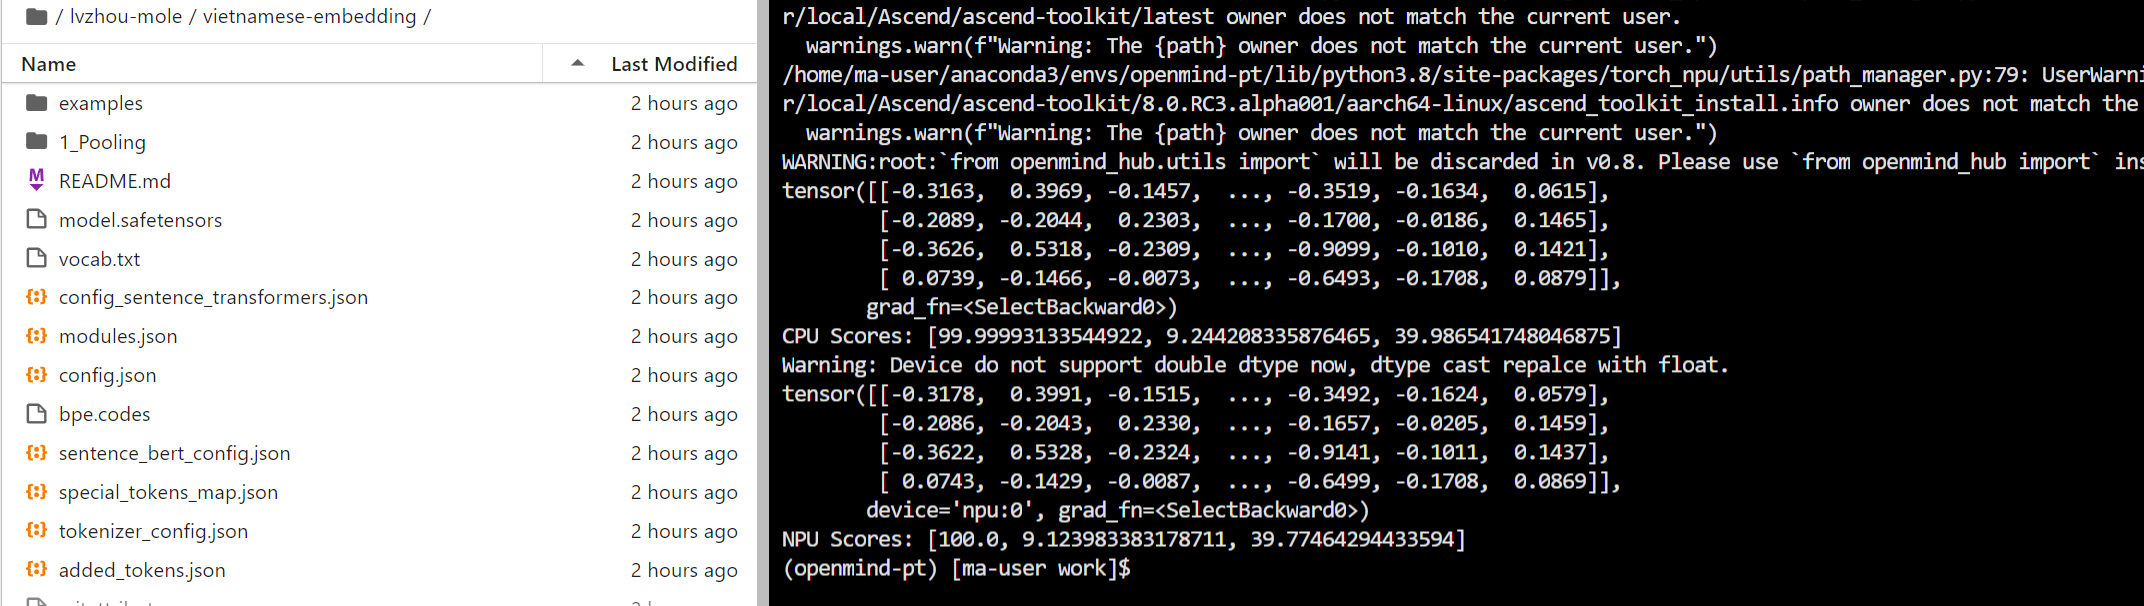 / lvzhou-mole / vietnamese-embedding /
Name Last Modified
examples 2 hours ago
1_Pooling 2 hours ago
README.md 2 hours ago
model.safetensors 2 hours ago
vocab.txt 2 hours ago
config_sentence_transformers.json 2 hours ago
modules.json 2 hours ago
config.json 2 hours ago
bpe.codes 2 hours ago
sentence_bert_config.json 2 hours ago
special_tokens_map.json 2 hours ago
tokenizer_config.json 2 hours ago
added_tokens.json 2 hours ago
r/local/Ascend/ascend-toolkit/latest owner does not match the current user.
  warnings.warn(f"Warning: The {path} owner does not match the current user.")
/home/ma-user/anaconda3/envs/openmind-pt/lib/python3.8/site-packages/torch_npu/utils/path_manager.py:79: UserWarni
r/local/Ascend/ascend-toolkit/8.0.RC3.alpha001/aarch64-linux/ascend_toolkit_install.info owner does not match the
  warnings.warn(f"Warning: The {path} owner does not match the current user.")
WARNING:root:`from openmind_hub.utils import` will be discarded in v0.8. Please use `from openmind_hub import` ins
tensor([[-0.3163,  0.3969, -0.1457,  ..., -0.3519, -0.1634,  0.0615],
        [-0.2089, -0.2044,  0.2303,  ..., -0.1700, -0.0186,  0.1465],
        [-0.3626,  0.5318, -0.2309,  ..., -0.9099, -0.1010,  0.1421],
        [ 0.0739, -0.1466, -0.0073,  ..., -0.6493, -0.1708,  0.0879]],
       grad_fn=<SelectBackward0>)
CPU Scores: [99.99993133544922, 9.244208335876465, 39.986541748046875]
Warning: Device do not support double dtype now, dtype cast repalce with float.
tensor([[-0.3178,  0.3991, -0.1515,  ..., -0.3492, -0.1624,  0.0579],
        [-0.2086, -0.2043,  0.2330,  ..., -0.1657, -0.0205,  0.1459],
        [-0.3622,  0.5328, -0.2324,  ..., -0.9141, -0.1011,  0.1437],
        [ 0.0743, -0.1429, -0.0087,  ..., -0.6499, -0.1708,  0.0869]],
       device='npu:0', grad_fn=<SelectBackward0>)
NPU Scores: [100.0, 9.123983383178711, 39.77464294433594]
(openmind-pt) [ma-user work]$